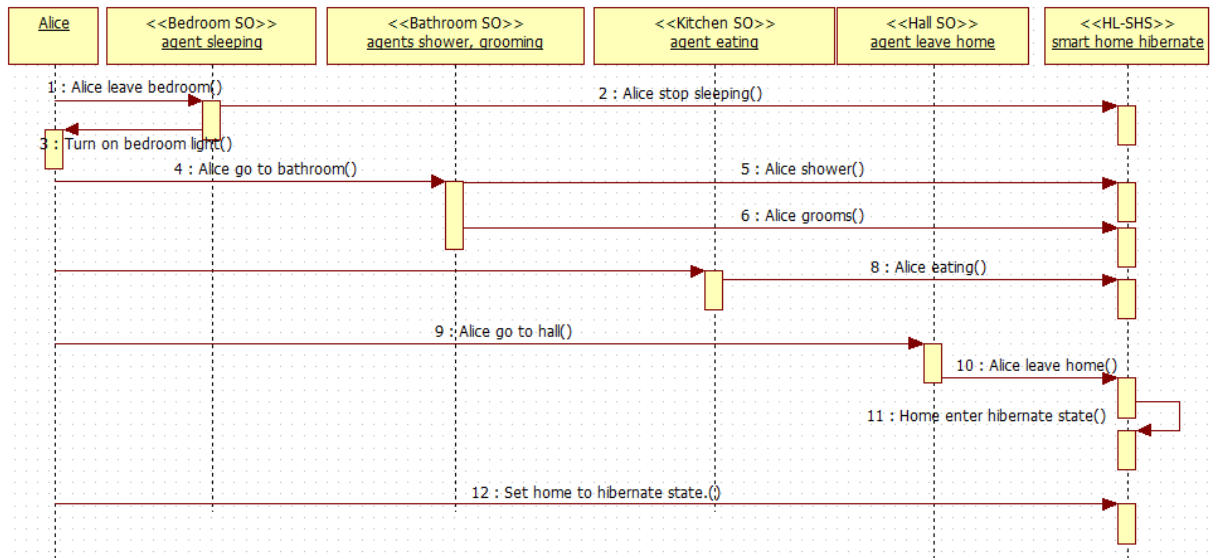 Alice
<<Bedroom SO>>
agent sleeping
<<Bathroom SO>>
agents shower, grooming
<<Kitchen SO>>
agent eating
<<Hall SO>>
agent leave home
<<HL-SHS>>
smart home hibernate
1 : Alice leave bedroom()
2 : Alice stop sleeping()
3 : Turn on bedroom light()
4 : Alice go to bathroom()
5 : Alice shower()
6 : Alice grooms()
8 : Alice eating()
9 : Alice go to hall()
10 : Alice leave home()
11 : Home enter hibernate state()
12 : Set home to hibernate state.()